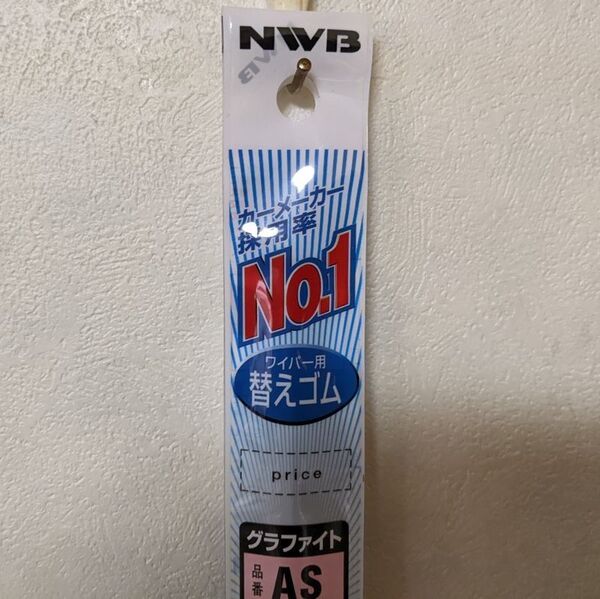 NWB
カーメーカー
採用率
No.1
ワイパー用
替えゴム
price
グラファイト
品番 AS